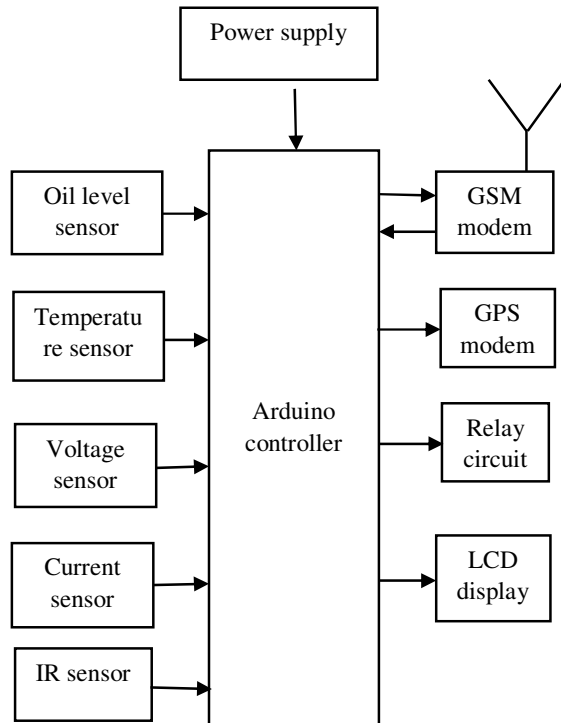 Power supply
Oil level
sensor
Temperatu
re sensor
Voltage
sensor
Current
sensor
IR sensor
Arduino
controller
GSM
modem
GPS
modem
Relay
circuit
LCD
display